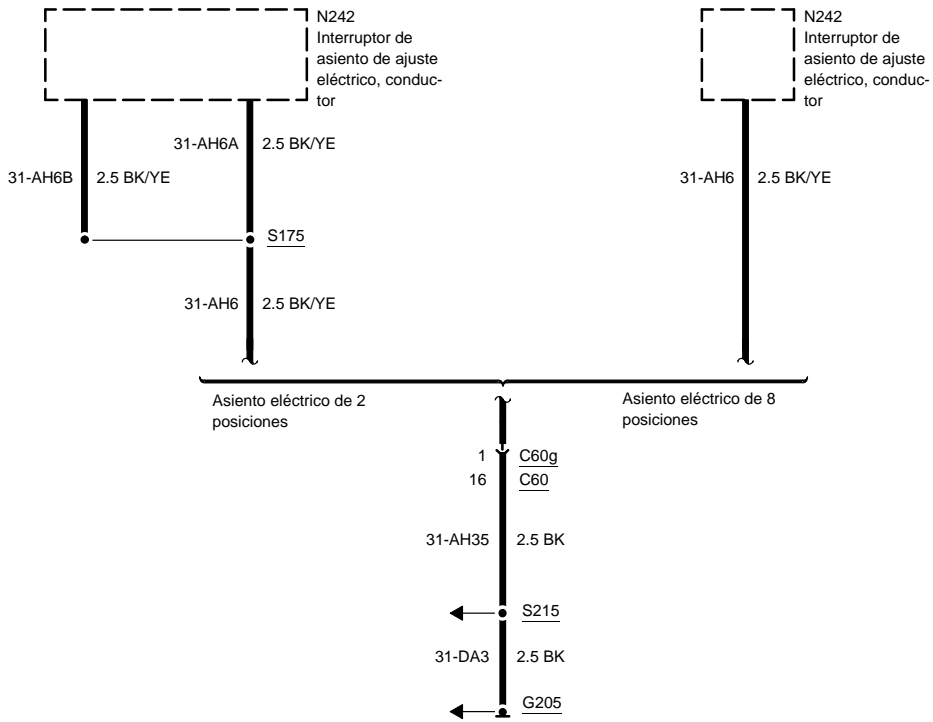 N242
Interruptor de
asiento de ajuste
eléctrico, conduc-
tor
N242
Interruptor de
asiento de ajuste
eléctrico, conduc-
tor
31-AH6A 2.5 BK/YE
31-AH6B 2.5 BK/YE
31-AH6 2.5 BK/YE
S175
31-AH6 2.5 BK/YE
Asiento eléctrico de 2
posiciones
Asiento eléctrico de 8
posiciones
1 C60g
16 C60
31-AH35 2.5 BK
S215
31-DA3 2.5 BK
G205